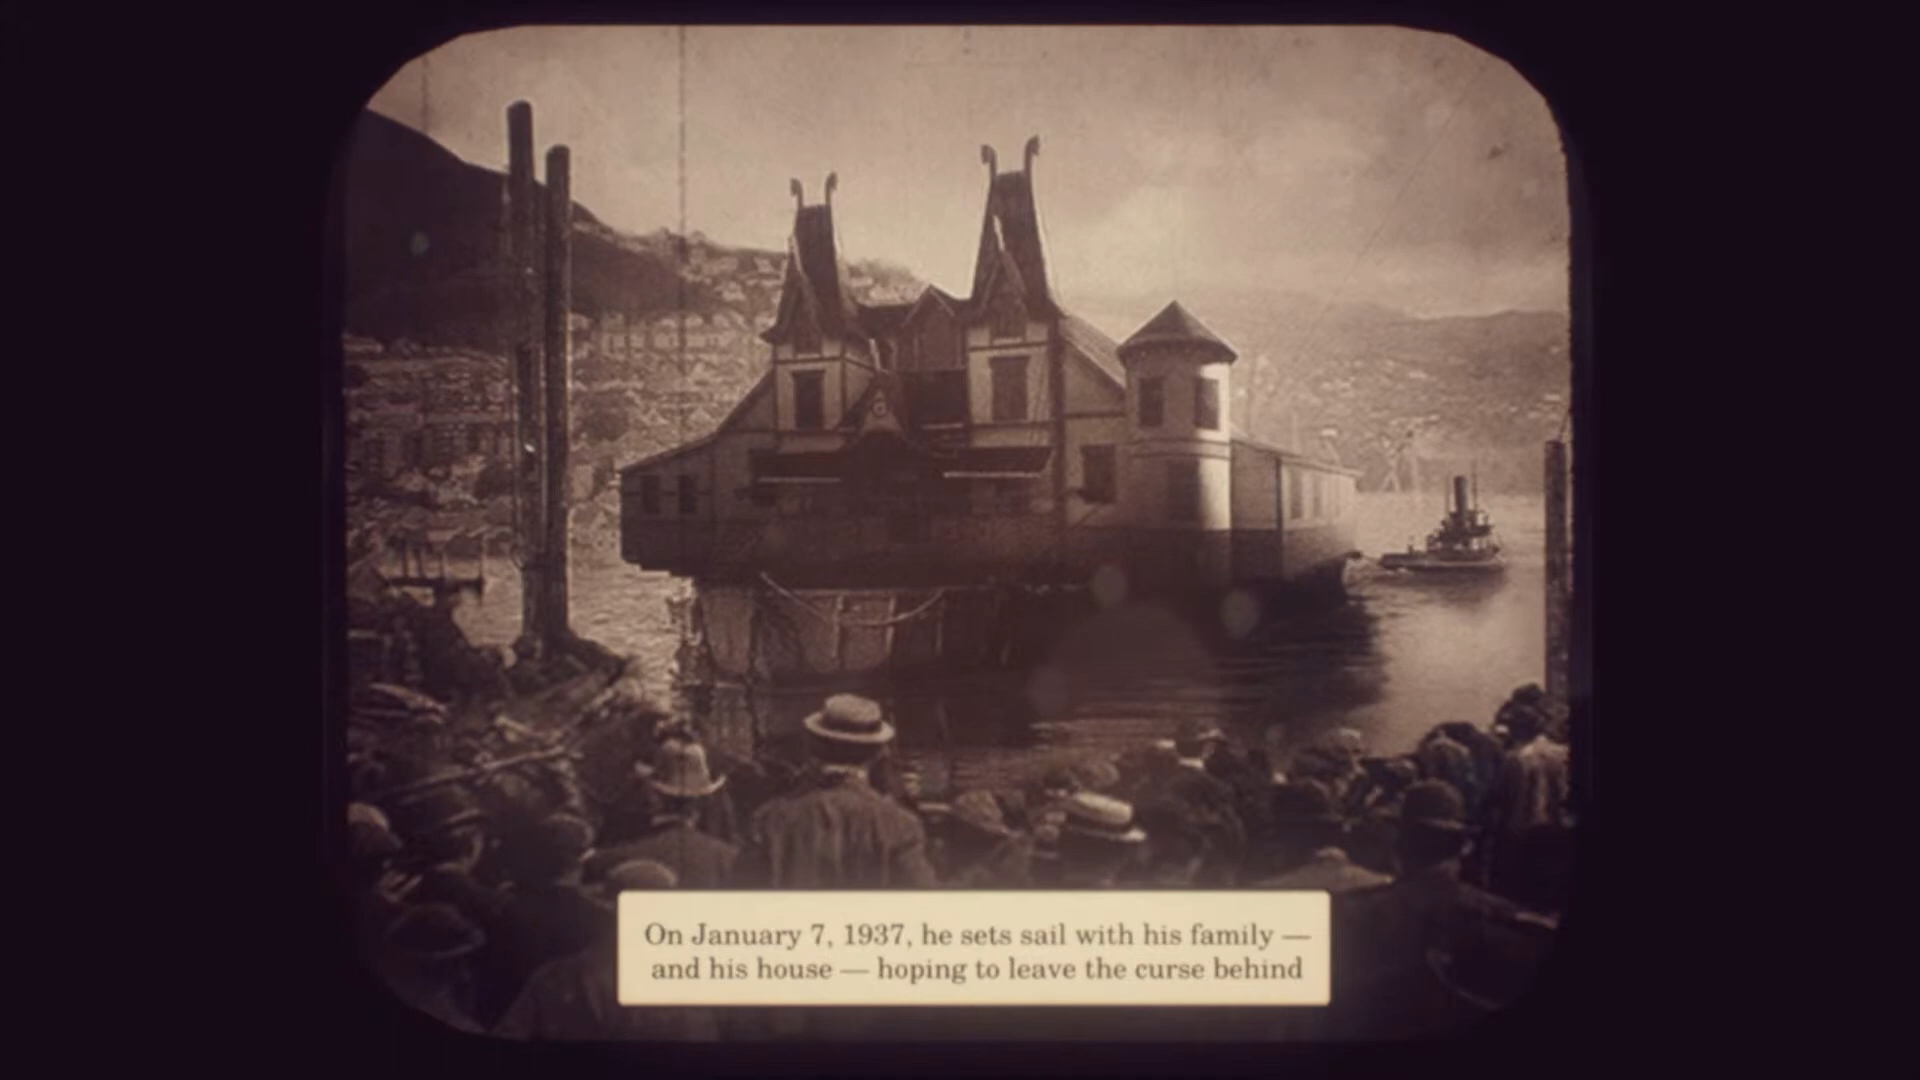 On January 7, 1937, he sets sail with his family —
and his house — hoping to leave the curse behind